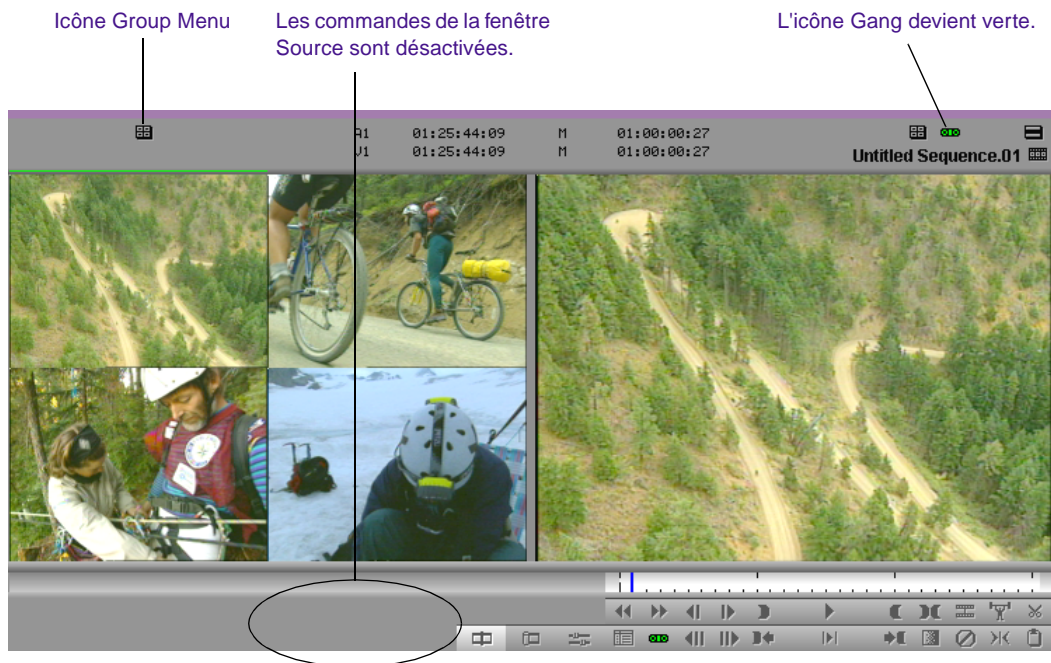 Icône Group Menu
Les commandes de la fenêtre
Source sont désactivées.
L'icône Gang devient verte.
A1 01:25:44:09 M 01:00:00:27
V1 01:25:44:09 M 01:00:00:27
Untitled Sequence.01